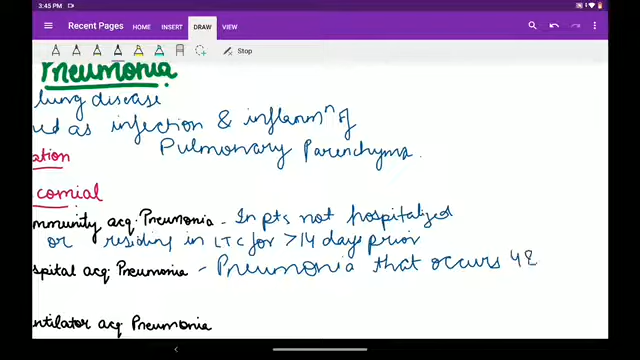 3:45 PM
Recent Pages HOME INSERT DRAW VIEW
Stop
Pneumonia
lung disease
ed as infection & inflammⁿ of
Pulmonary Parenchyma.
ation
comial
mmunity acq. Pneumonia - In pts not hospitalized
or residing in LTC for >14 days prior
spital acq. Pneumonia - Pneumonia that occurs 48
ntilator acq Pneumonia